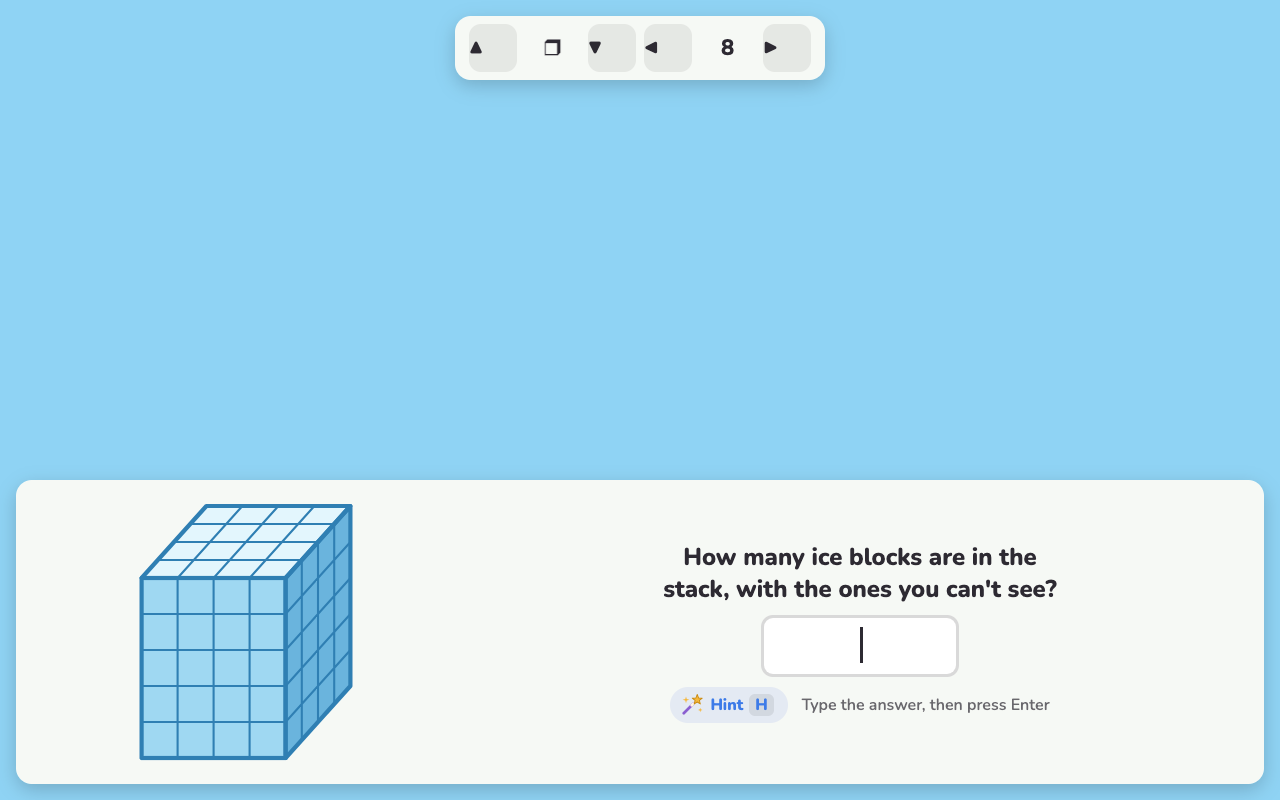 ▲ ❒ ▼ ◀ 8 ▶
How many ice blocks are in the
stack, with the ones you can't see?
Hint H Type the answer, then press Enter